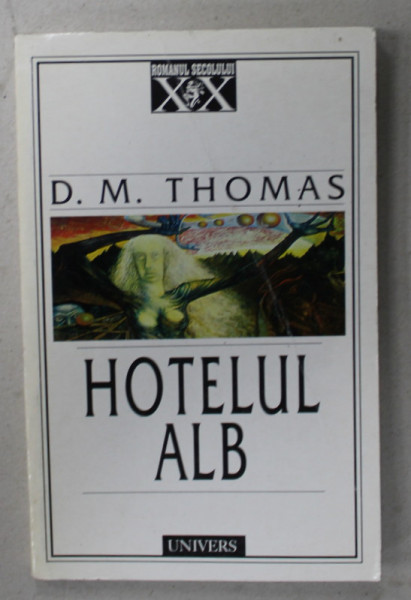 ROMANUL SECOLULUI
XX
D. M. THOMAS
HOTELUL
ALB
UNIVERS